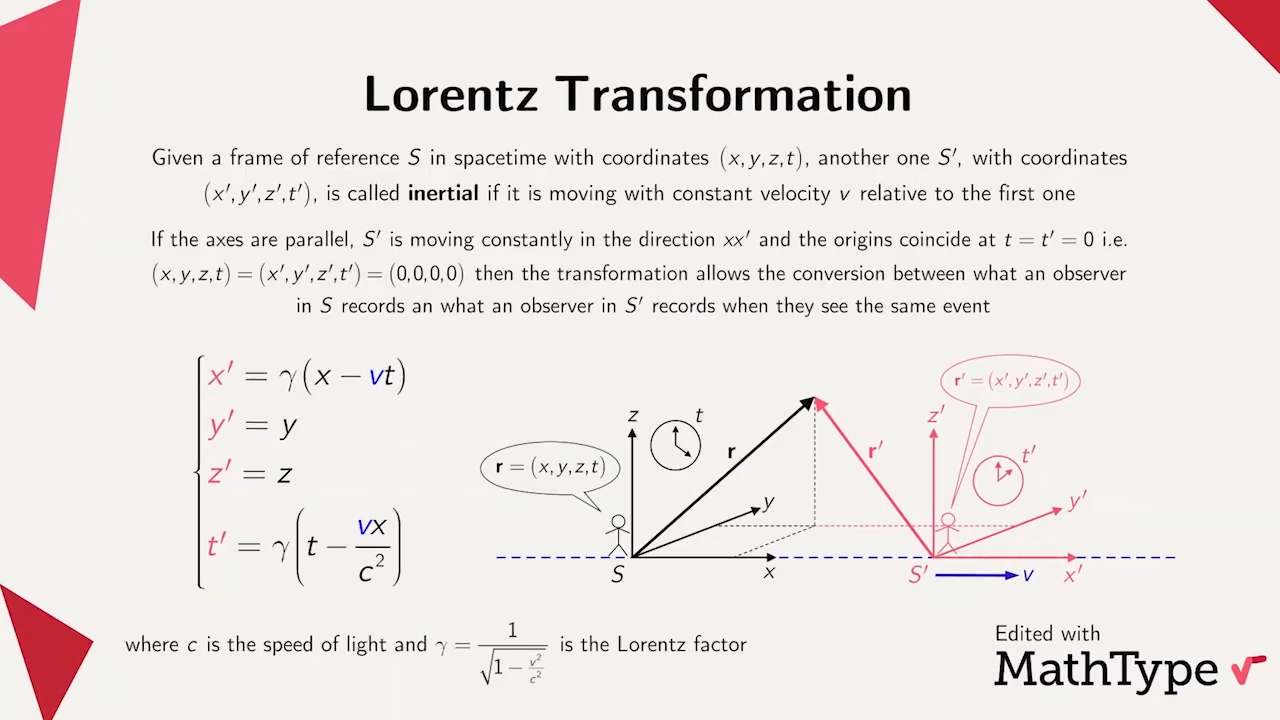 Lorentz Transformation
Given a frame of reference S in spacetime with coordinates (x,y,z,t), another one S′, with coordinates
(x′,y′,z′,t′), is called inertial if it is moving with constant velocity v relative to the first one
If the axes are parallel, S′ is moving constantly in the direction xx′ and the origins coincide at t = t′ = 0 i.e.
(x,y,z,t) = (x′,y′,z′,t′) = (0,0,0,0) then the transformation allows the conversion between what an observer
in S records an what an observer in S′ records when they see the same event
x′ = γ(x − vt)
y′ = y
z′ = z
t′ = γ(t − vx/c²)
r = (x,y,z,t)
z
t
r
y
x
S
r′ = (x′,y′,z′,t′)
z′
r′
t′
y′
S′
v
x′
where c is the speed of light and γ = 1/√(1 − v²/c²) is the Lorentz factor
Edited with
MathType